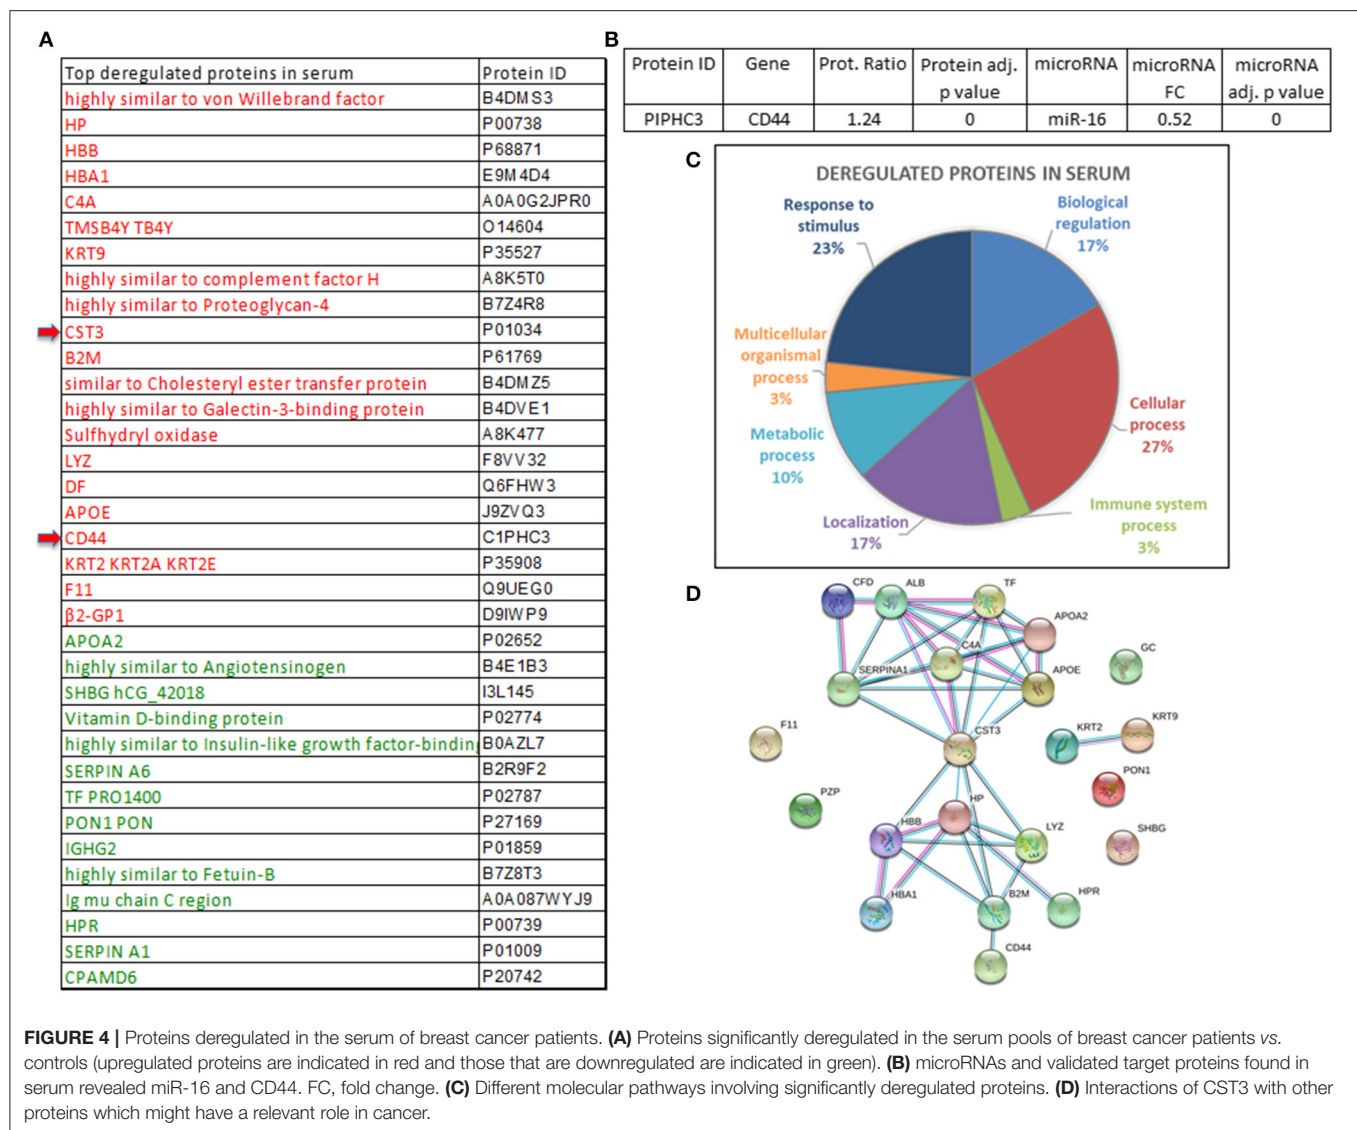 A
Top deregulated proteins in serum Protein ID
highly similar to von Willebrand factor B4DMS3
HP P00738
HBB P68871
HBA1 E9M4D4
C4A A0A0G2JPR0
TMSB4Y TB4Y O14604
KRT9 P35527
highly similar to complement factor H A8K5T0
highly similar to Proteoglycan-4 B7Z4R8
CST3 P01034
B2M P61769
similar to Cholesteryl ester transfer protein B4DMZ5
highly similar to Galectin-3-binding protein B4DVE1
Sulfhydryl oxidase A8K477
LYZ F8VV32
DF Q6FHW3
APOE J9ZVQ3
CD44 C1PHC3
KRT2 KRT2A KRT2E P35908
F11 Q9UEG0
β2-GP1 D9IWP9
APOA2 P02652
highly similar to Angiotensinogen B4E1B3
SHBG hCG_42018 I3L145
Vitamin D-binding protein P02774
highly similar to Insulin-like growth factor-binding B0AZL7
SERPIN A6 B2R9F2
TF PRO1400 P02787
PON1 PON P27169
IGHG2 P01859
highly similar to Fetuin-B B7Z8T3
Ig mu chain C region A0A087WYJ9
HPR P00739
SERPIN A1 P01009
CPAMD6 P20742
B
Protein ID Gene Prot. Ratio Protein adj. microRNA microRNA microRNA
p value FC adj. p value
PIPHC3 CD44 1.24 0 miR-16 0.52 0
C
DEREGULATED PROTEINS IN SERUM
Response to
stimulus
23%
Biological
regulation
17%
Multicellular
organismal
process
3%
Cellular
process
27%
Metabolic
process
10%
Localization
17%
Immune system
process
3%
D
CFD
ALB
TF
APOA2
C4A
GC
SERPINA1
APOE
F11
CST3
KRT2
KRT9
PON1
PZP
HP
HBB
LYZ
SHBG
HBA1
B2M
HPR
CD44
FIGURE 4 | Proteins deregulated in the serum of breast cancer patients. (A) Proteins significantly deregulated in the serum pools of breast cancer patients vs.
controls (upregulated proteins are indicated in red and those that are downregulated are indicated in green). (B) microRNAs and validated target proteins found in
serum revealed miR-16 and CD44. FC, fold change. (C) Different molecular pathways involving significantly deregulated proteins. (D) Interactions of CST3 with other
proteins which might have a relevant role in cancer.